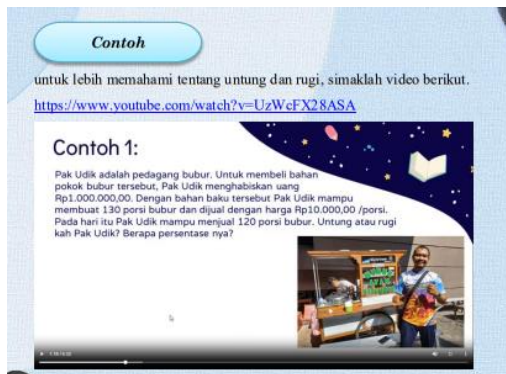 Contoh
untuk lebih memahami tentang untung dan rugi, simaklah video berikut.
https://www.youtube.com/watch?v=UzWcFX28ASA
Contoh 1:
Pak Udik adalah pedagang bubur. Untuk membeli bahan
pokok bubur tersebut, Pak Udik menghabiskan uang
Rp1.000.000,00. Dengan bahan baku tersebut Pak Udik mampu
membuat 130 porsi bubur dan dijual dengan harga Rp10.000,00 /porsi.
Pada hari itu Pak Udik mampu menjual 120 porsi bubur. Untung atau rugi
kah Pak Udik? Berapa persentase nya?